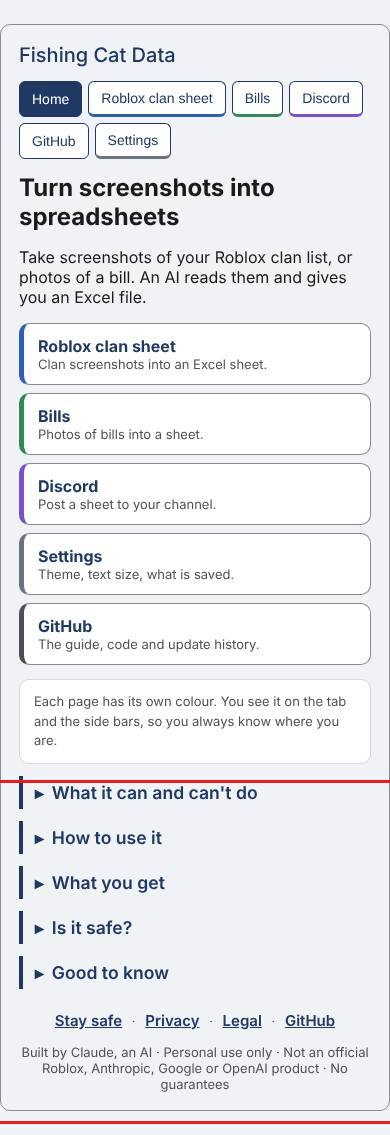 Fishing Cat Data
Home
Roblox clan sheet
Bills
Discord
GitHub
Settings
Turn screenshots into
spreadsheets
Take screenshots of your Roblox clan list, or
photos of a bill. An AI reads them and gives
you an Excel file.
Roblox clan sheet
Clan screenshots into an Excel sheet.
Bills
Photos of bills into a sheet.
Discord
Post a sheet to your channel.
Settings
Theme, text size, what is saved.
GitHub
The guide, code and update history.
Each page has its own colour. You see it on the tab
and the side bars, so you always know where you
are.
▸ What it can and can't do
▸ How to use it
▸ What you get
▸ Is it safe?
▸ Good to know
Stay safe · Privacy · Legal · GitHub
Built by Claude, an AI · Personal use only · Not an official
Roblox, Anthropic, Google or OpenAI product · No
guarantees